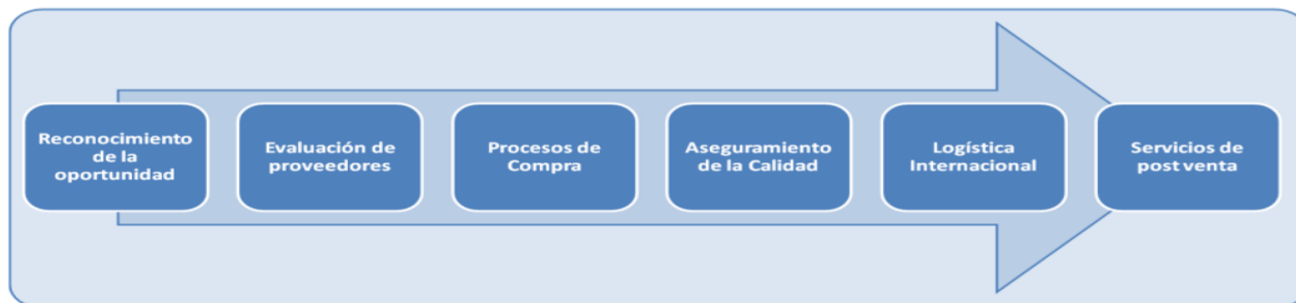 Reconocimiento
de la
oportunidad
Evaluación de
proveedores
Procesos de
Compra
Aseguramiento
de la Calidad
Logística
Internacional
Servicios de
post venta